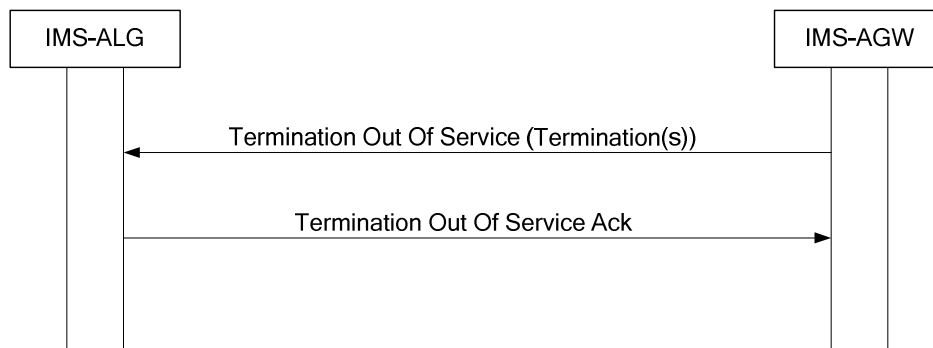 IMS-ALG
IMS-AGW
Termination Out Of Service (Termination(s))
Termination Out Of Service Ack